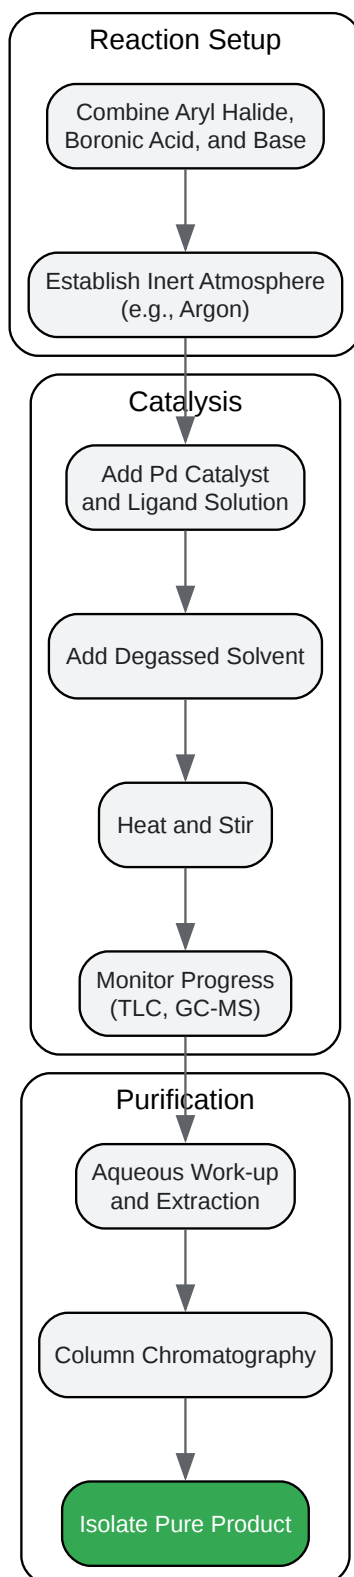 Reaction Setup
Combine Aryl Halide,
Boronic Acid, and Base
Establish Inert Atmosphere
(e.g., Argon)
Catalysis
Add Pd Catalyst
and Ligand Solution
Add Degassed Solvent
Heat and Stir
Monitor Progress
(TLC, GC-MS)
Purification
Aqueous Work-up
and Extraction
Column Chromatography
Isolate Pure Product